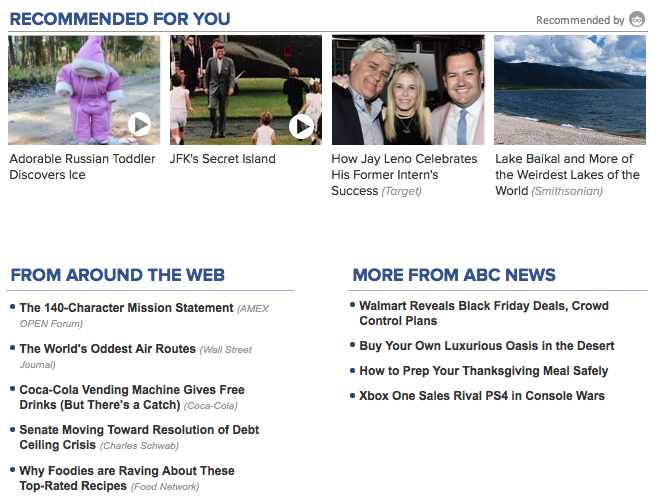 RECOMMENDED FOR YOU
Recommended by
Adorable Russian Toddler
Discovers Ice
JFK's Secret Island
How Jay Leno Celebrates
His Former Intern's
Success (Target)
Lake Baikal and More of
the Weirdest Lakes of the
World (Smithsonian)
FROM AROUND THE WEB
The 140-Character Mission Statement (AMEX
OPEN Forum)
The World's Oddest Air Routes (Wall Street
Journal)
Coca-Cola Vending Machine Gives Free
Drinks (But There's a Catch) (Coca-Cola)
Senate Moving Toward Resolution of Debt
Ceiling Crisis (Charles Schwab)
Why Foodies are Raving About These
Top-Rated Recipes (Food Network)
MORE FROM ABC NEWS
Walmart Reveals Black Friday Deals, Crowd
Control Plans
Buy Your Own Luxurious Oasis in the Desert
How to Prep Your Thanksgiving Meal Safely
Xbox One Sales Rival PS4 in Console Wars